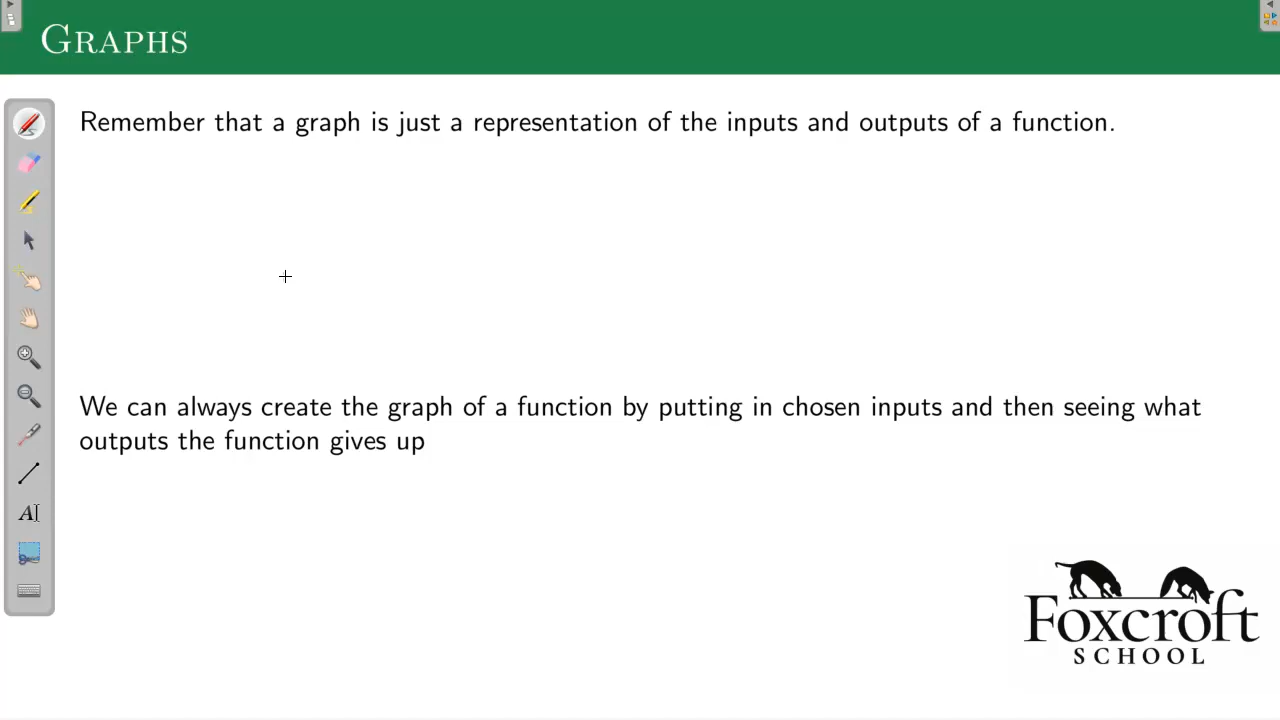 Graphs
Remember that a graph is just a representation of the inputs and outputs of a function.
We can always create the graph of a function by putting in chosen inputs and then seeing what
outputs the function gives up
A
Foxcroft
SCHOOL